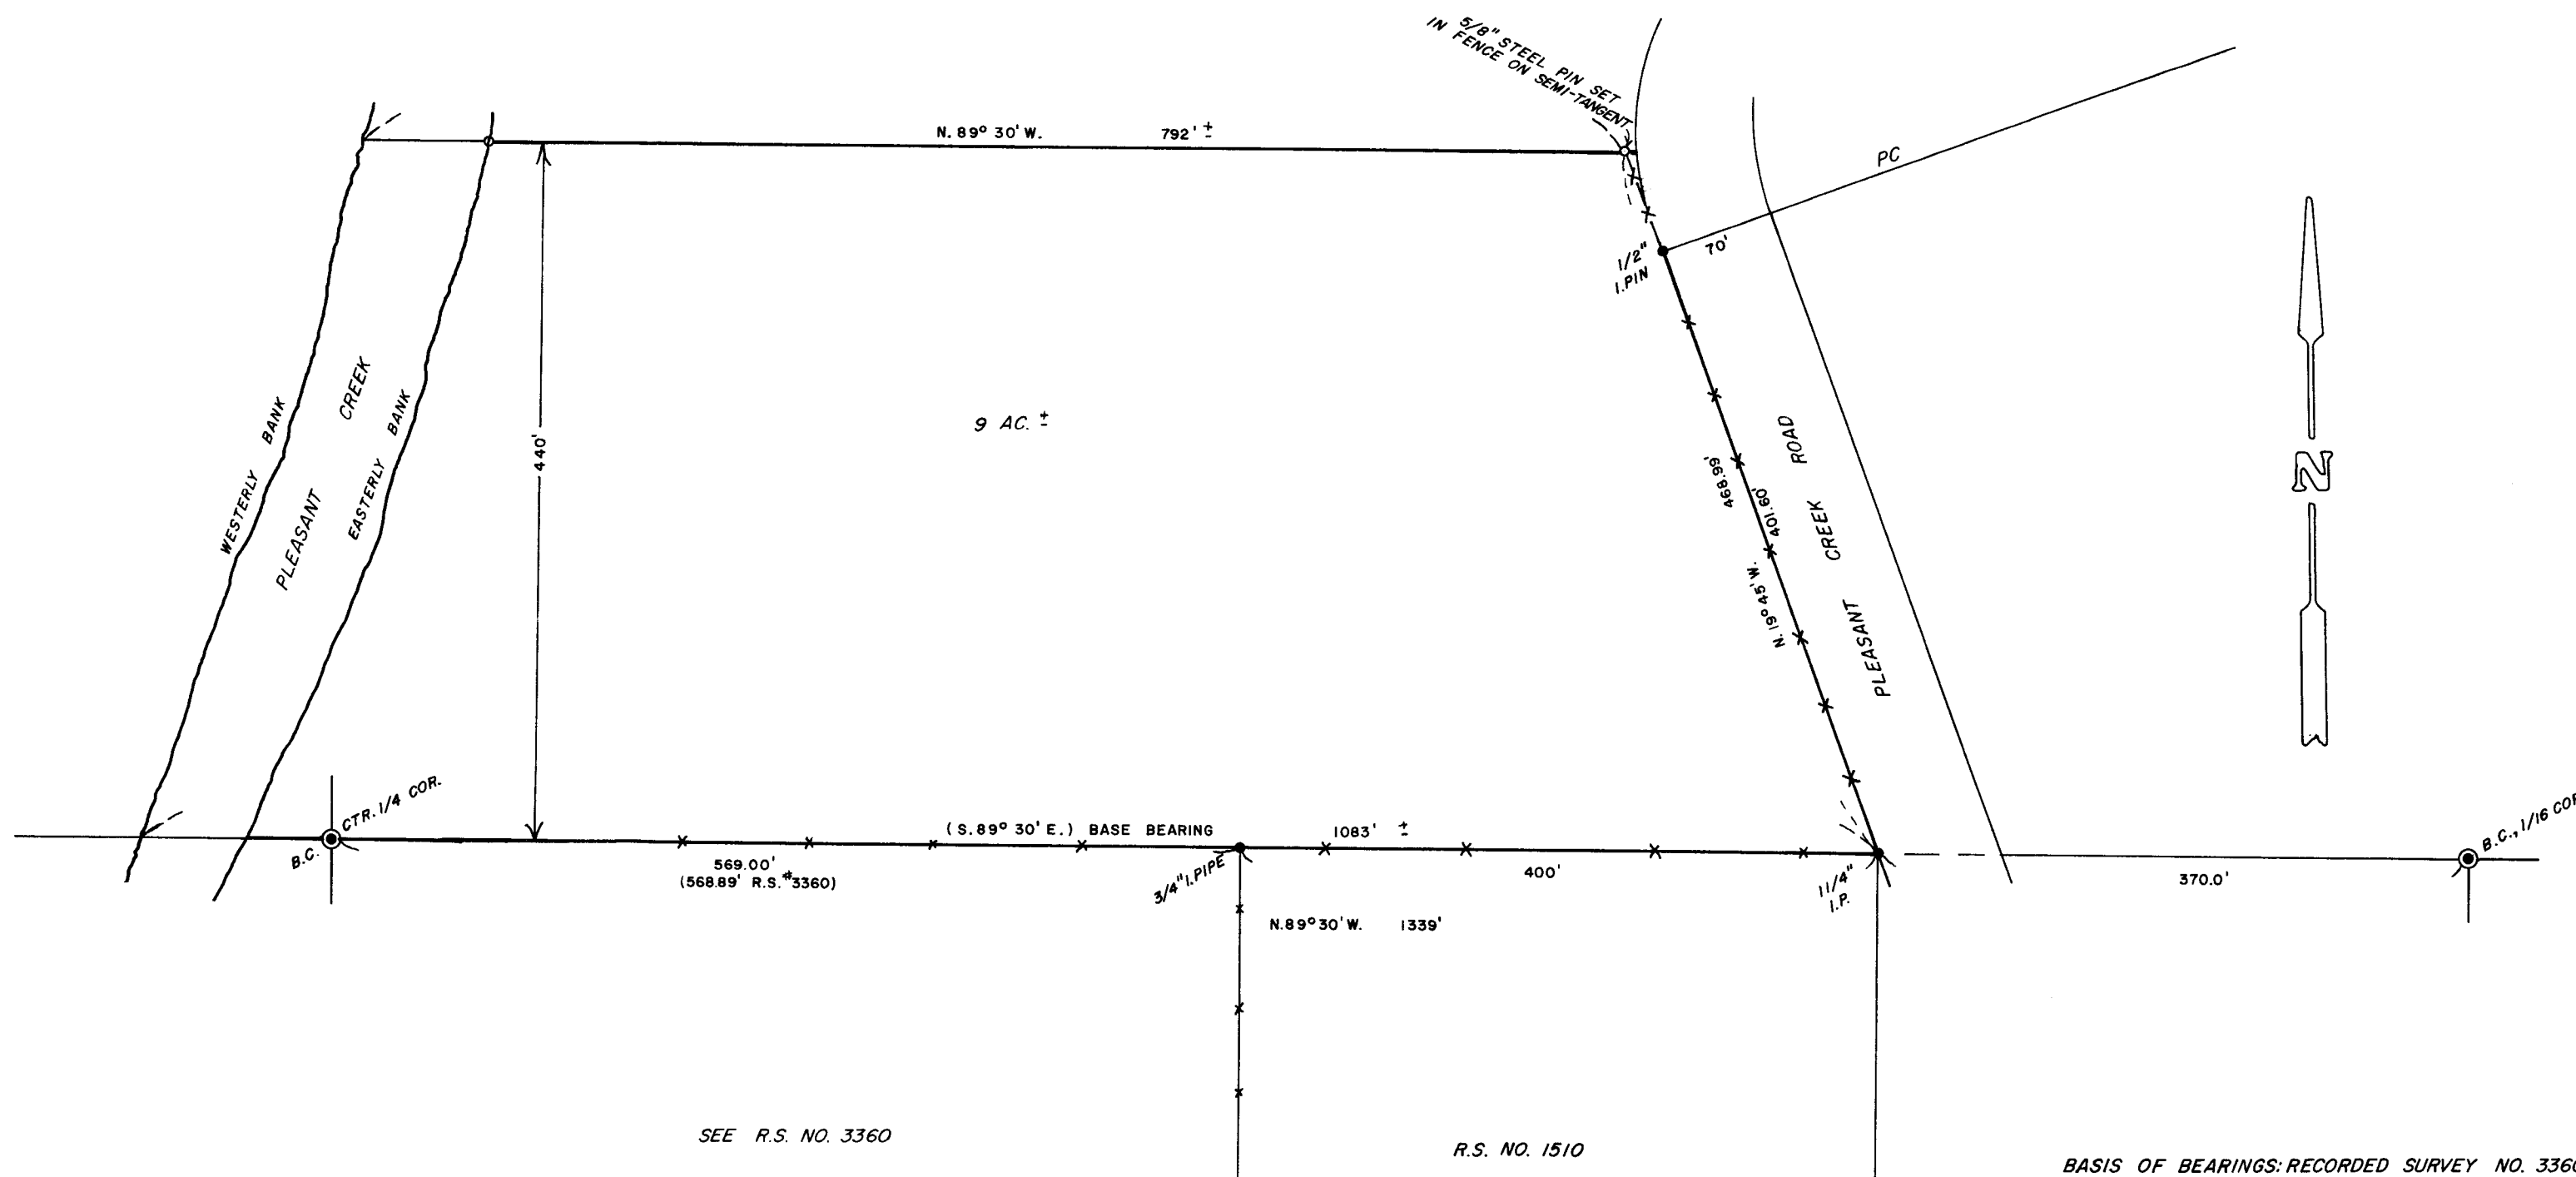 5/8" STEEL PIN SET
IN FENCE ON SEMI-TANGENT
N. 89° 30' W. 792' ±
PC
70'
1/2"
I.PIN
440'
9 AC. ±
WESTERLY BANK
PLEASANT CREEK
EASTERLY BANK
468.99'
N. 19° 45' W. 401.60'
PLEASANT CREEK ROAD
N
CTR. 1/4 COR.
B.C.
(S. 89° 30' E.) BASE BEARING 1083' ±
569.00'
(568.89' R.S. #3360)
3/4" I.PIPE
400'
1 1/4"
I.P.
370.0'
B.C., 1/16 COR
N. 89° 30' W. 1339'
SEE R.S. NO. 3360
R.S. NO. 1510
BASIS OF BEARINGS: RECORDED SURVEY NO. 3360